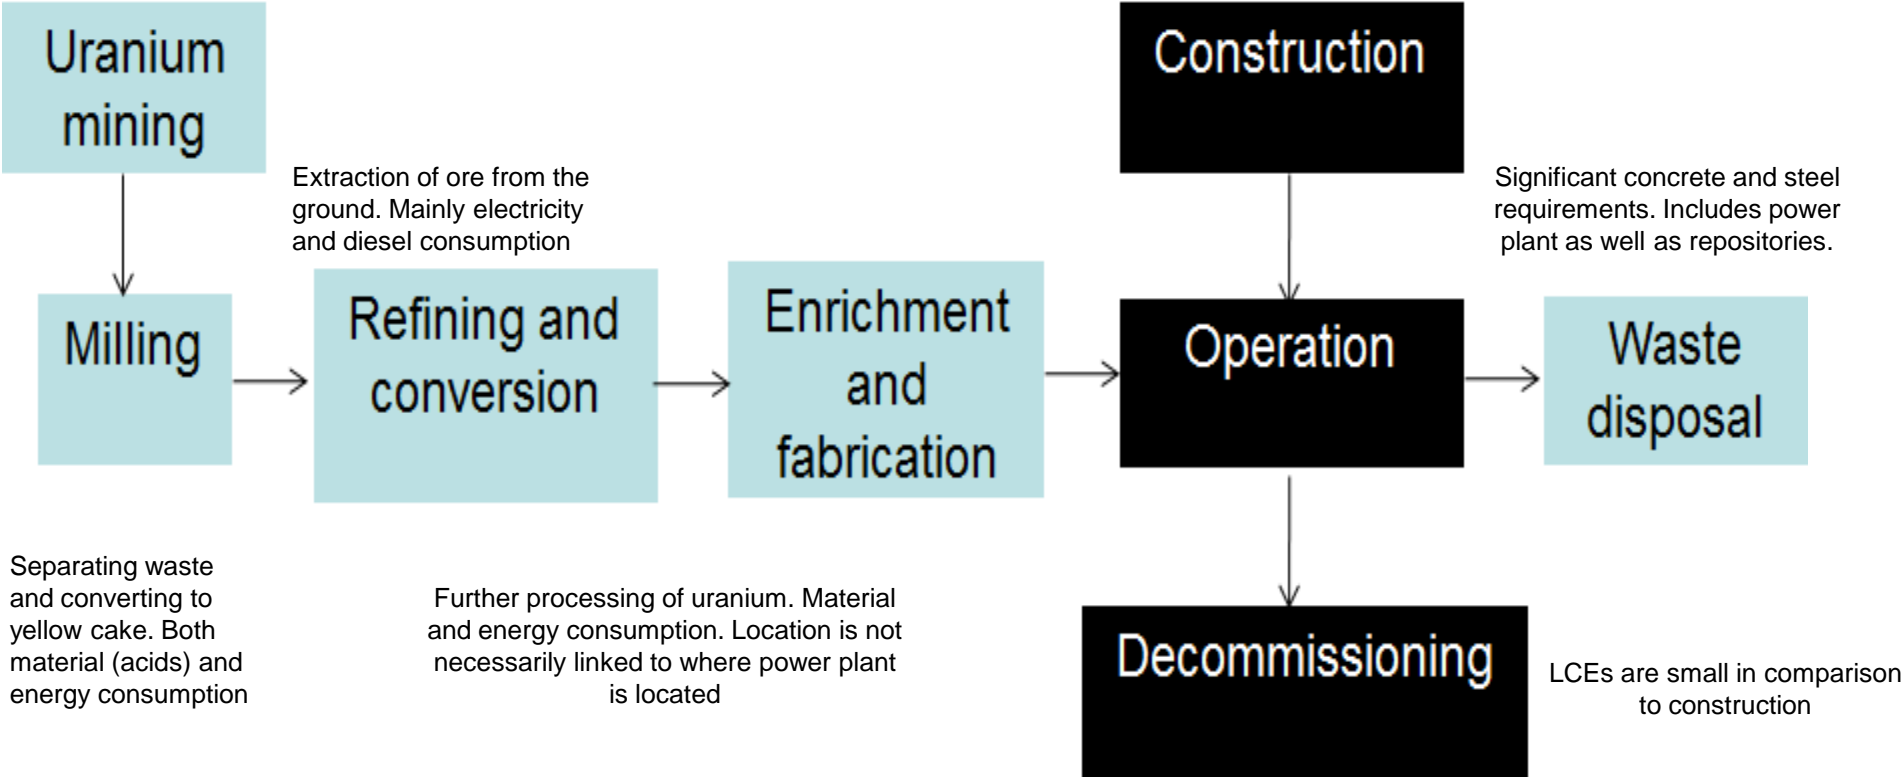 Uranium
mining
Construction
Extraction of ore from the
ground. Mainly electricity
and diesel consumption
Significant concrete and steel
requirements. Includes power
plant as well as repositories.
Milling
Refining and
conversion
Enrichment
and
fabrication
Operation
Waste
disposal
Separating waste
and converting to
yellow cake. Both
material (acids) and
energy consumption
Further processing of uranium. Material
and energy consumption. Location is not
necessarily linked to where power plant
is located
Decommissioning
LCEs are small in comparison
to construction